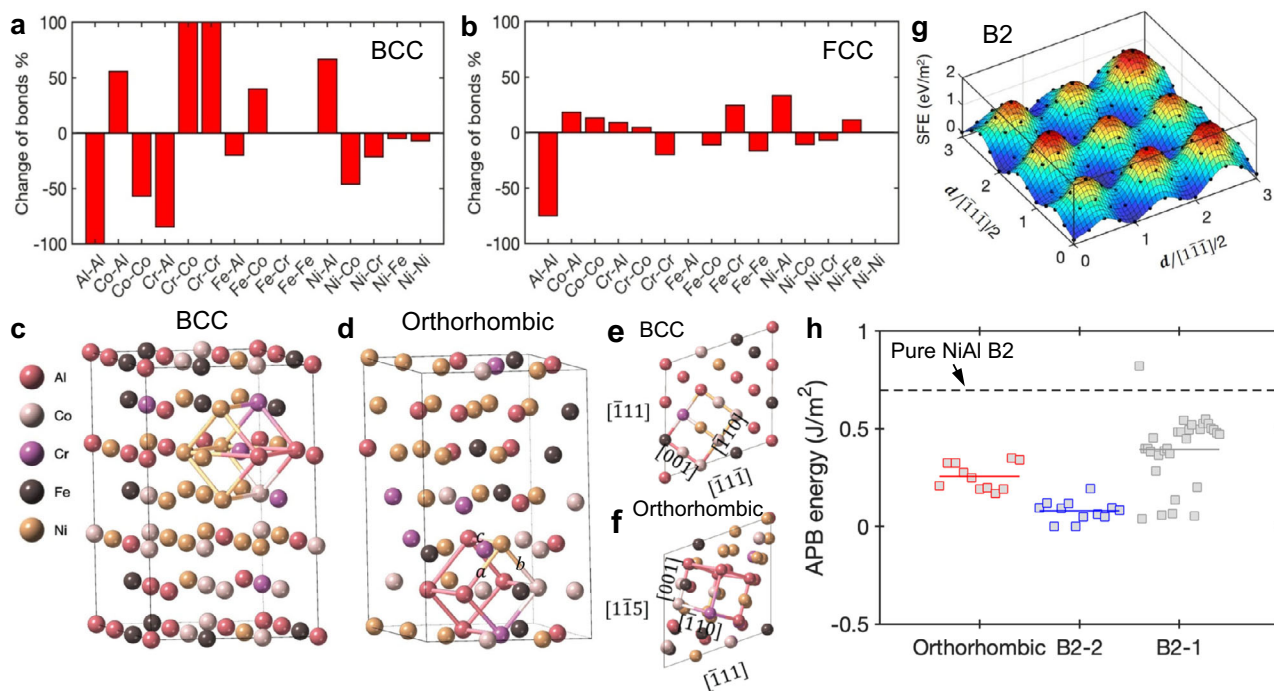 a
BCC
Change of bonds %
100
50
0
-50
-100
Al-Al
Co-Al
Co-Co
Cr-Al
Cr-Co
Cr-Cr
Fe-Al
Fe-Co
Fe-Cr
Fe-Fe
Ni-Al
Ni-Co
Ni-Cr
Ni-Fe
Ni-Ni
b
FCC
Change of bonds %
100
50
0
-50
-100
Al-Al
Co-Al
Co-Co
Cr-Al
Cr-Co
Cr-Cr
Fe-Al
Fe-Co
Fe-Cr
Fe-Fe
Ni-Al
Ni-Co
Ni-Cr
Ni-Fe
Ni-Ni
g
B2
SFE (eV/m²)
2
1
0
3
2
1
0
d/[1̄11̄]/2
0
1
2
3
d/[11̄1̄]/2
c
BCC
Al
Co
Cr
Fe
Ni
d
Orthorhombic
c
a
b
e
BCC
[1̄11]
[001]
[1̄10]
[1̄11̄]
f
Orthorhombic
[11̄5]
[001]
[1̄10]
[1̄11]
h
APB energy (J/m²)
1
0.5
0
-0.5
Pure NiAl B2
Orthorhombic
B2-2
B2-1